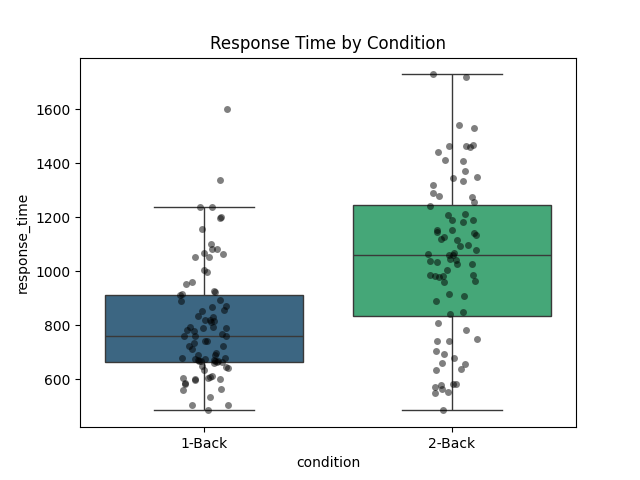 Response Time by Condition
response_time
1600
1400
1200
1000
800
600
1-Back
2-Back
condition